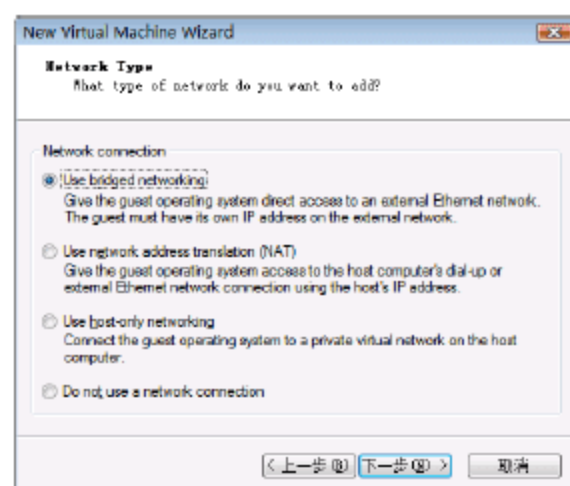 New Virtual Machine Wizard
Network Type
What type of network do you want to add?
Network connection
Use bridged networking
Give the guest operating system direct access to an external Ethernet network.
The guest must have its own IP address on the external network.
Use network address translation (NAT)
Give the guest operating system access to the host computer's dial-up or
external Ethernet network connection using the host's IP address.
Use host-only networking
Connect the guest operating system to a private virtual network on the host
computer.
Do not use a network connection
<上一步(B) 下一步(N) > 取消